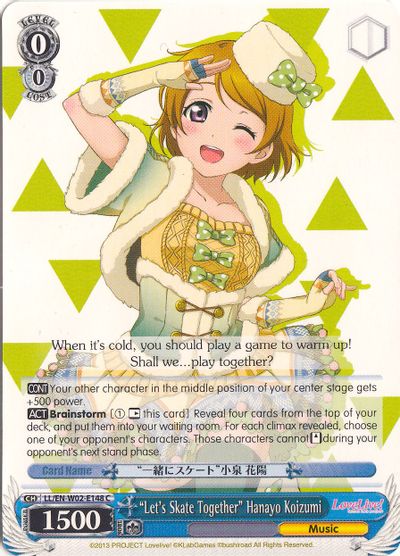 LEVEL
0
0
COST
When it's cold, you should play a game to warm up!
Shall we...play together?
CONT Your other character in the middle position of your center stage gets
+500 power.
ACT Brainstorm [① this card] Reveal four cards from the top of your
deck, and put them into your waiting room. For each climax revealed, choose
one of your opponent's characters. Those characters cannot during your
opponent's next stand phase.
Card Name
"一緒にスケート"小泉 花陽
LL/EN-W02-E148 C
1500
"Let's Skate Together" Hanayo Koizumi
LoveLive!
Music
©2013 PROJECT Lovelive! ©KLabGames ©bushiroad All Rights Reserved.